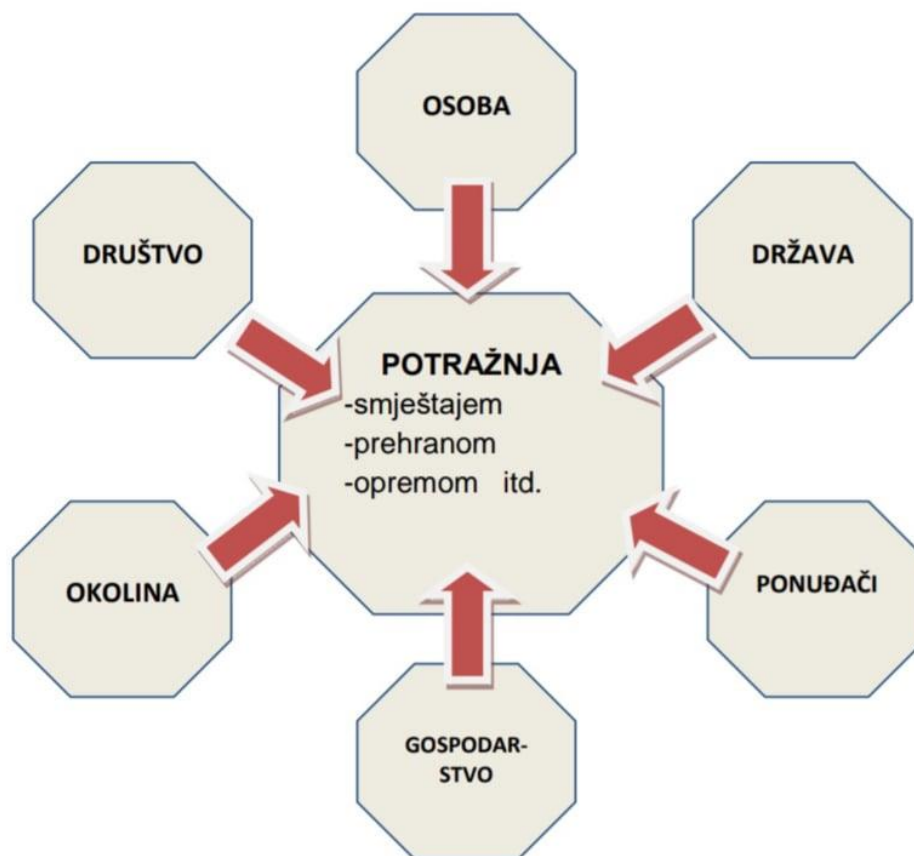 OSOBA
DRUŠTVO
DRŽAVA
POTRAŽNJA
-smještajem
-prehranom
-opremom itd.
OKOLINA
PONUĐAČI
GOSPODAR-
STVO